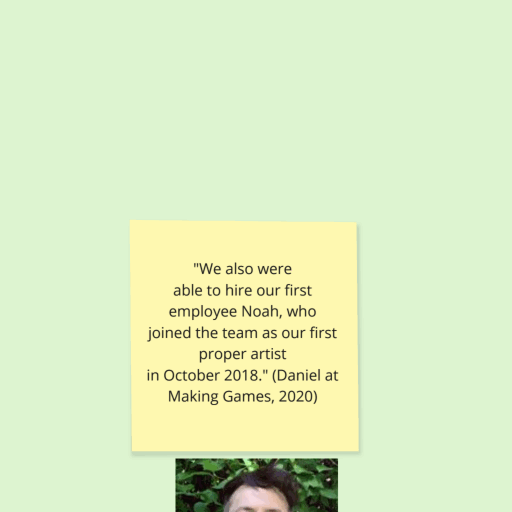 "We also were
able to hire our first
employee Noah, who
joined the team as our first
proper artist
in October 2018." (Daniel at
Making Games, 2020)